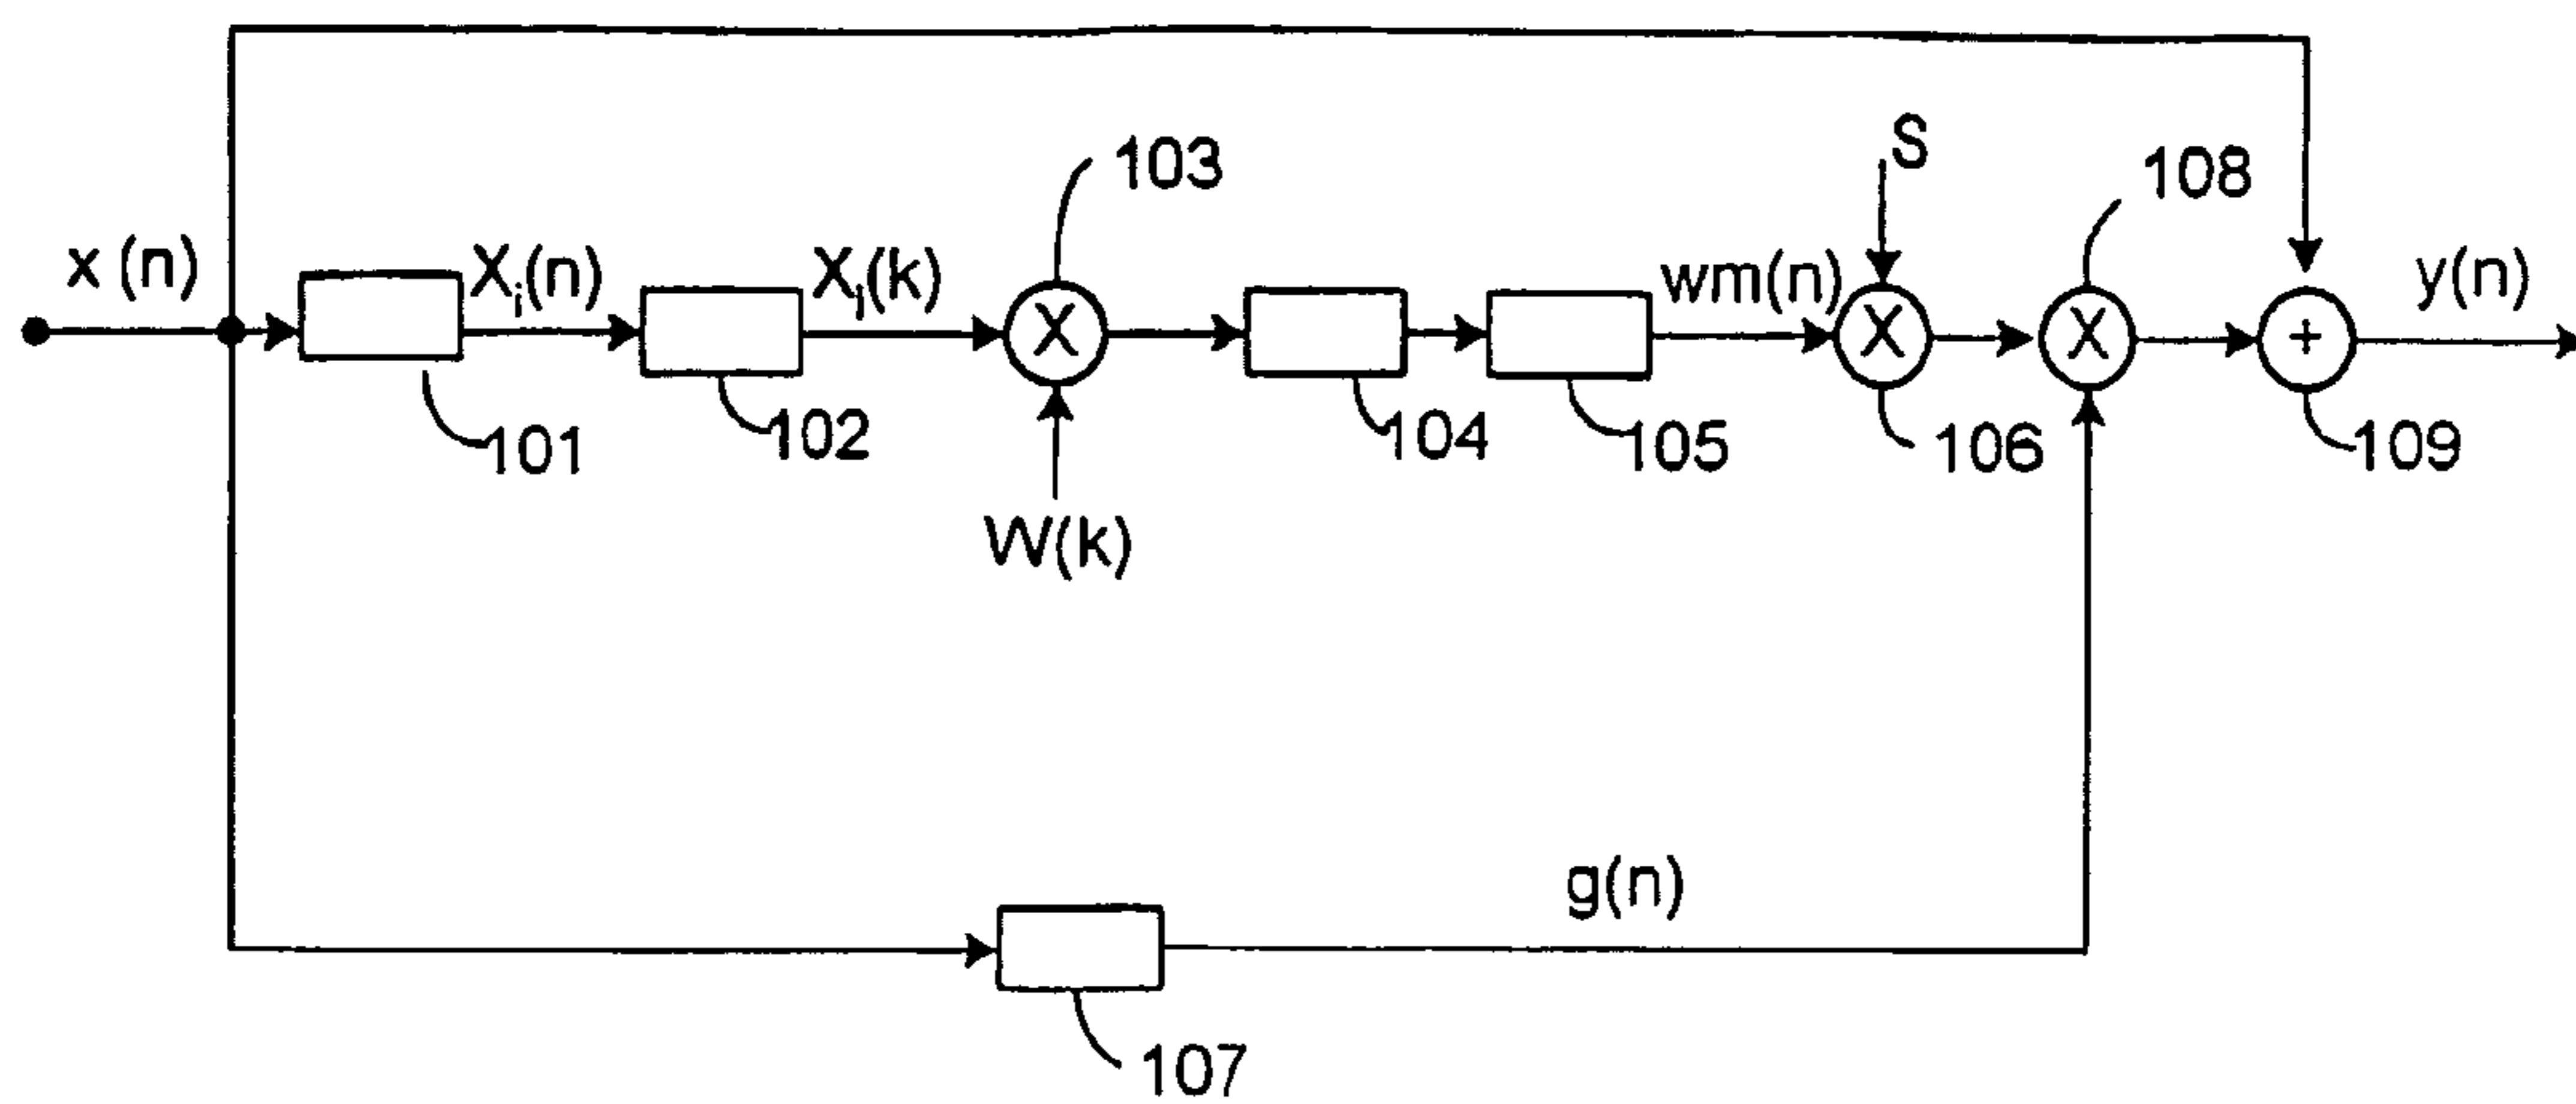 103
S
108
x (n)
Xi(n)
Xj(k)
wm(n)
y(n)
X
X
X
+
101
102
104
105
106
109
W(k)
g(n)
107